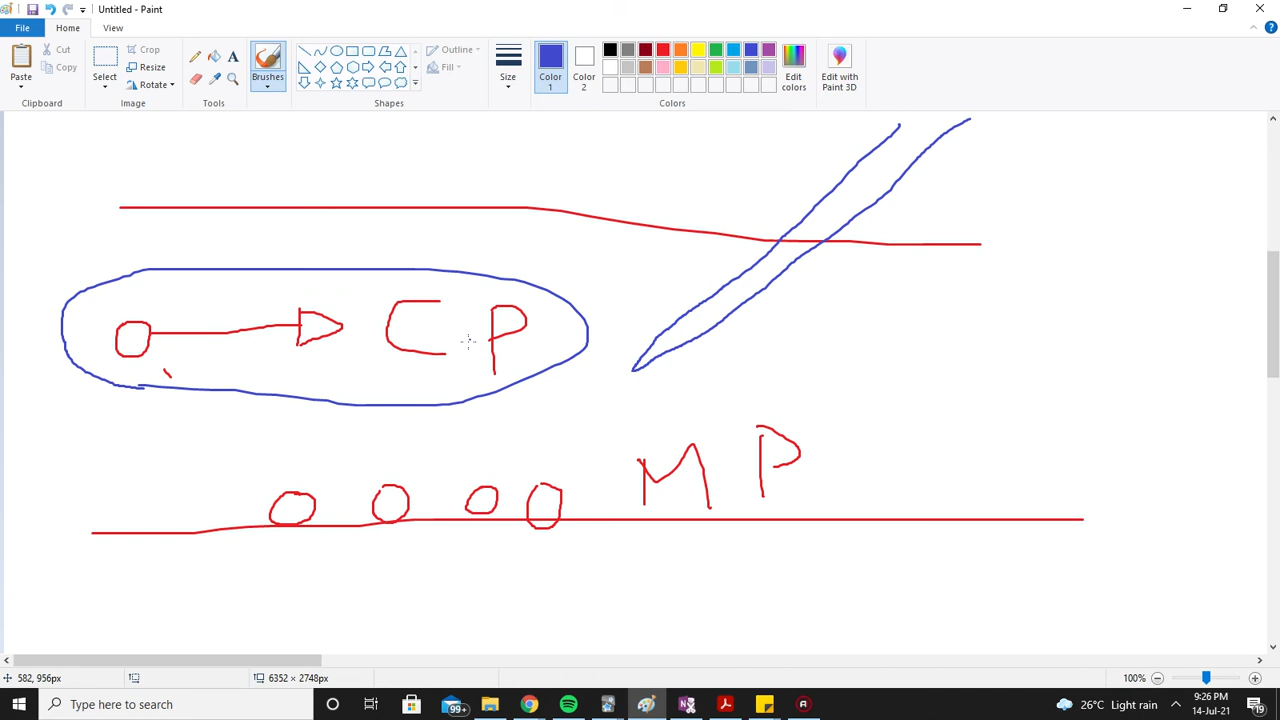 Untitled - Paint
File
Home
View
Paste
Cut
Copy
Clipboard
Select
Crop
Resize
Rotate
Image
A
Tools
Brushes
Outline
Fill
Shapes
Size
Color 1
Color 2
Edit colors
Colors
Edit with Paint 3D
C P
M P
582, 956px
6352 × 2748px
100%
Type here to search
99+
26°C Light rain
9:26 PM
14-Jul-21
19